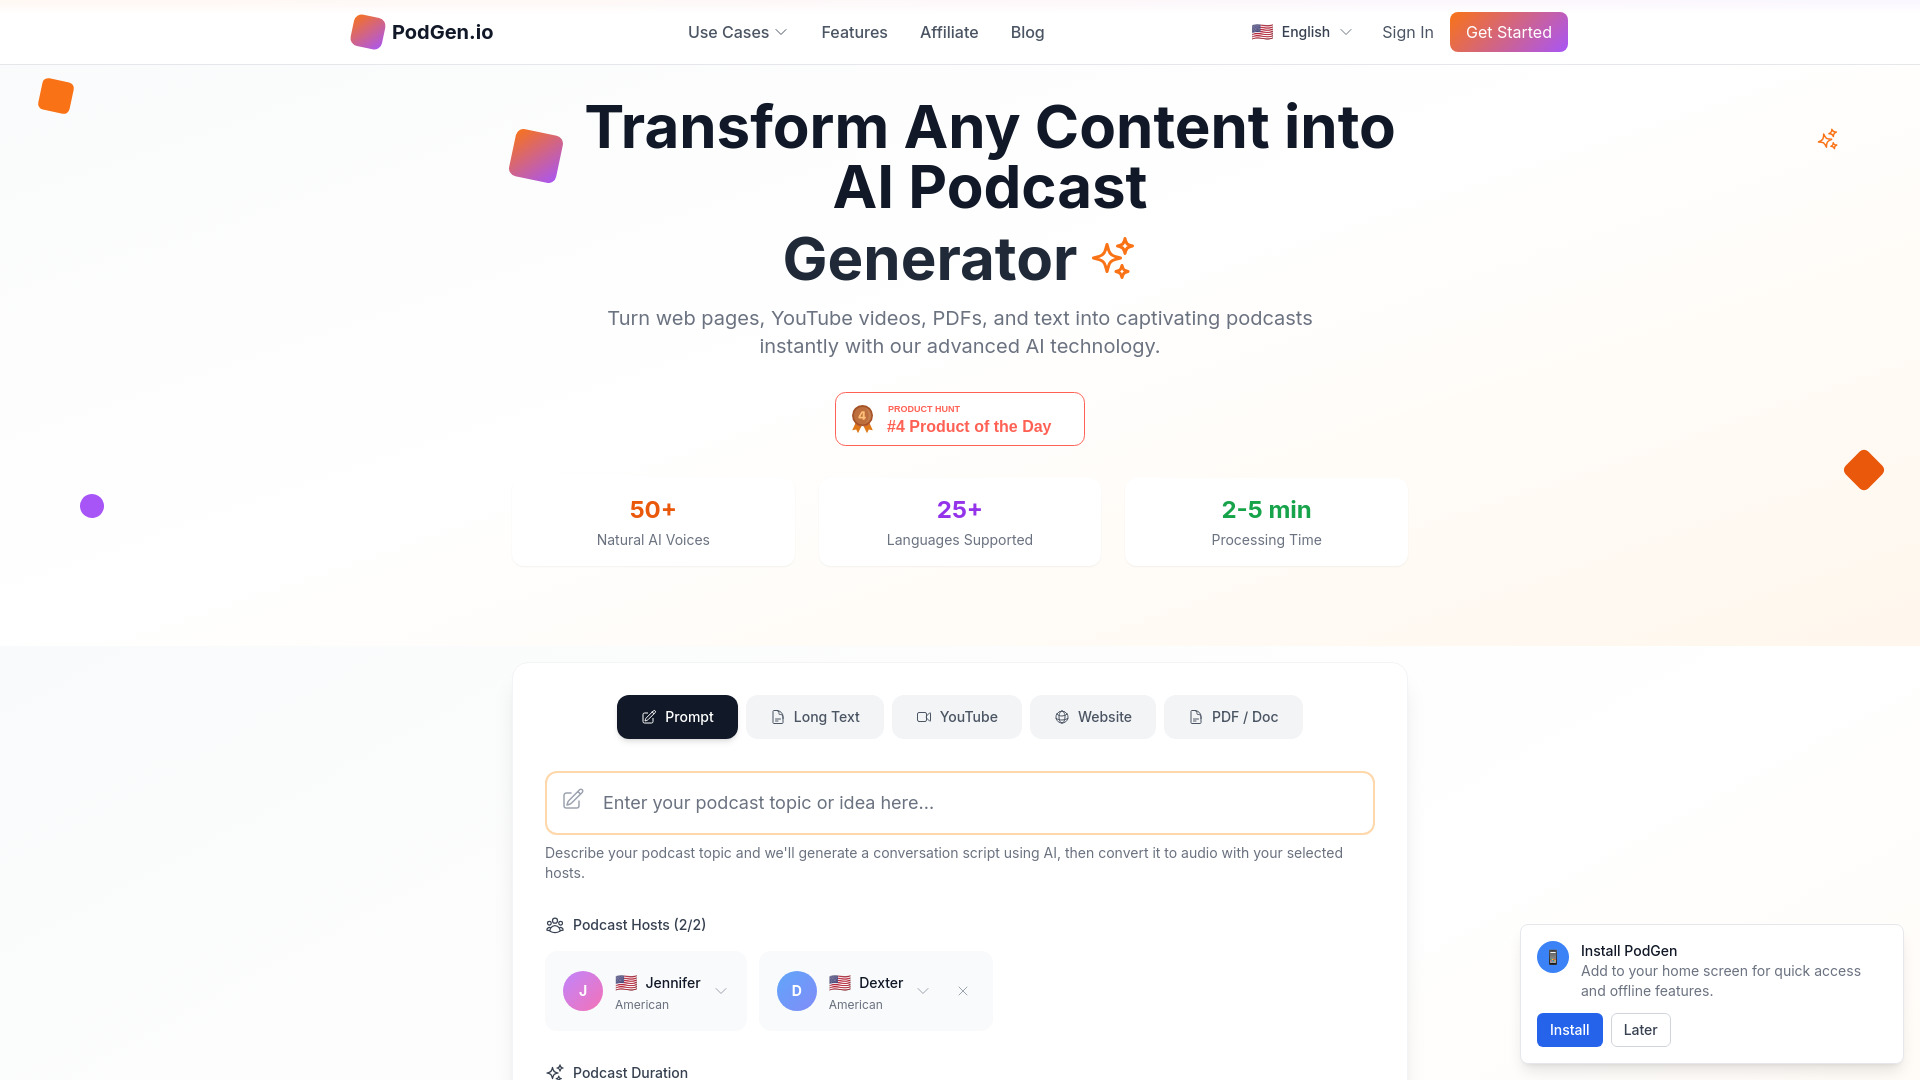 PodGen.io
Use Cases
Features
Affiliate
Blog
English
Sign In
Get Started
Transform Any Content into
AI Podcast
Generator
Turn web pages, YouTube videos, PDFs, and text into captivating podcasts
instantly with our advanced AI technology.
4
PRODUCT HUNT
#4 Product of the Day
50+
Natural AI Voices
25+
Languages Supported
2-5 min
Processing Time
Prompt
Long Text
YouTube
Website
PDF / Doc
Enter your podcast topic or idea here...
Describe your podcast topic and we'll generate a conversation script using AI, then convert it to audio with your selected
hosts.
Podcast Hosts (2/2)
J
Jennifer
American
D
Dexter
American
Podcast Duration
Install PodGen
Add to your home screen for quick access
and offline features.
Install
Later